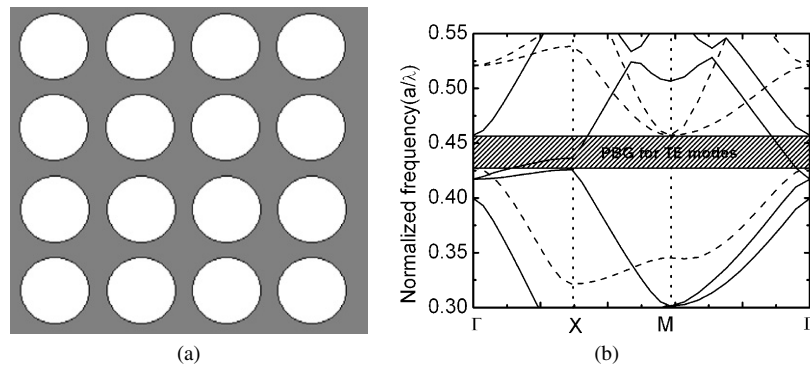 0.55
0.50
0.45
0.40
0.35
0.30
Normalized frequency(a/λ)
PBG for TE modes
Γ X M Γ
(a) (b)